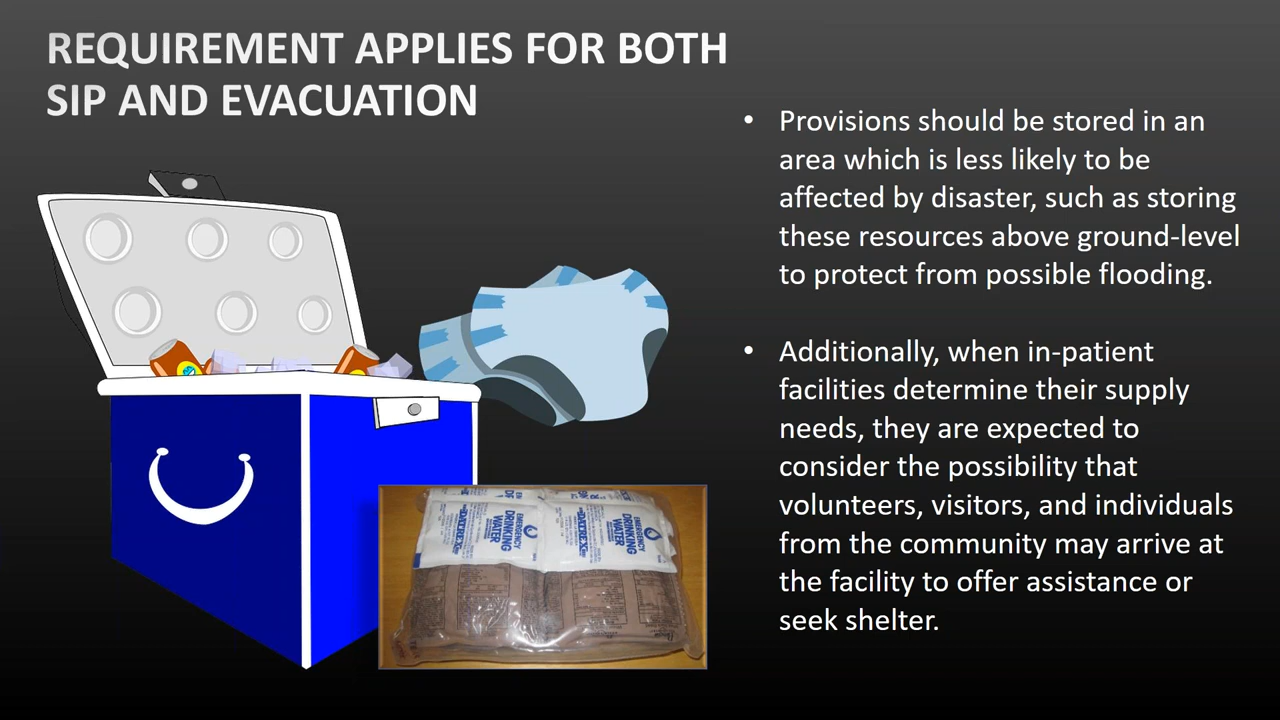 REQUIREMENT APPLIES FOR BOTH
SIP AND EVACUATION
• Provisions should be stored in an
area which is less likely to be
affected by disaster, such as storing
these resources above ground-level
to protect from possible flooding.
• Additionally, when in-patient
facilities determine their supply
needs, they are expected to
consider the possibility that
volunteers, visitors, and individuals
from the community may arrive at
the facility to offer assistance or
seek shelter.
EMERGENCY
DRINKING
WATER
EMERGENCY
DRINKING
WATER